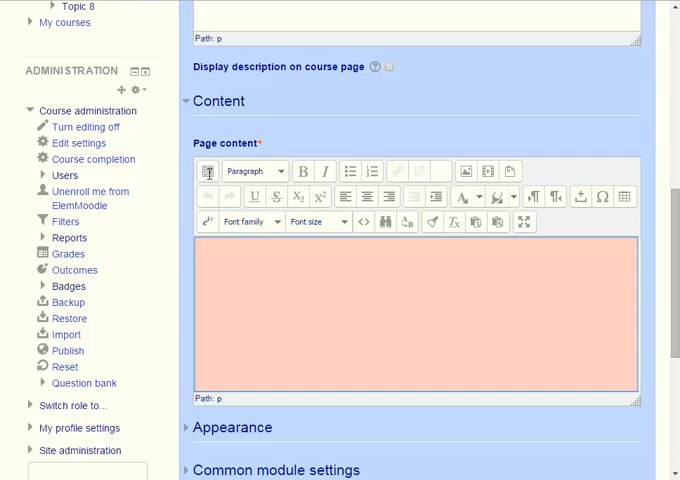 Topic 8
My courses
ADMINISTRATION
Course administration
Turn editing off
Edit settings
Course completion
Users
Unenroll me from
ElemMoodle
Filters
Reports
Grades
Outcomes
Badges
Backup
Restore
Import
Publish
Reset
Question bank
Switch role to...
My profile settings
Site administration
Path: p
Display description on course page
Content
Page content*
Paragraph
Font family
Font size
Path: p
Appearance
Common module settings